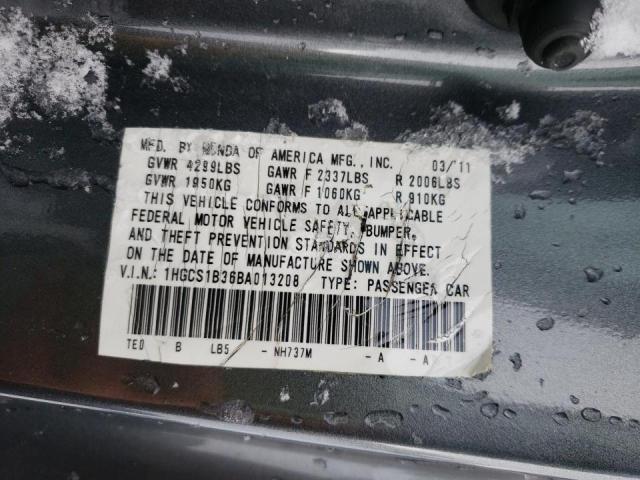 MFD. BY HONDA OF AMERICA MFG., INC. 03/'11
GVWR 4299LBS GAWR F 2337LBS R 2006LBS
GVWR 1950KG GAWR F 1060KG R 910KG
THIS VEHICLE CONFORMS TO ALL APPLICABLE
FEDERAL MOTOR VEHICLE SAFETY, BUMPER,
AND THEFT PREVENTION STANDARDS IN EFFECT
ON THE DATE OF MANUFACTURE SHOWN ABOVE.
V.I.N.: 1HGCS1B36BA013208 TYPE: PASSENGER CAR
TE0 B LB5 - NH737M - A - A